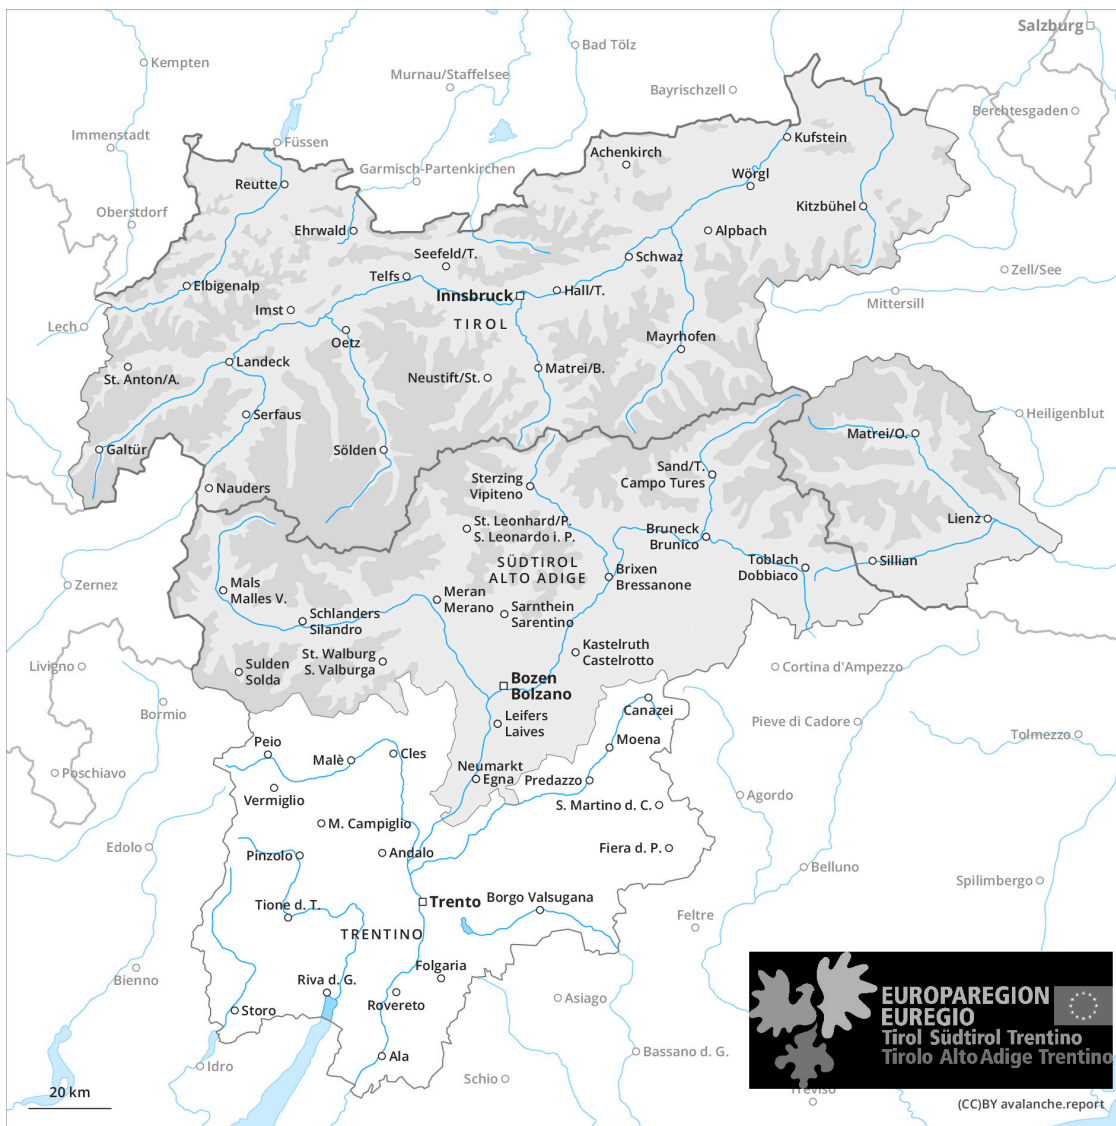 Salzburg
Bad Tölz
Kempten
Murnau/Staffelsee
Bayrischzell
Berchtesgaden
Immenstadt
Füssen
Kufstein
Achenkirch
Garmisch-Partenkirchen
Wörgl
Reutte
Oberstdorf
Kitzbühel
Ehrwald
Alpbach
Seefeld/T.
Schwaz
Telfs
Zell/See
Elbigenalp
Hall/T.
Innsbruck
Mittersill
Imst
TIROL
Lech
Oetz
Mayrhofen
Landeck
Matrei/B.
St. Anton/A.
Neustift/St.
Serfaus
Heiligenblut
Matrei/O.
Galtür
Sölden
Sand/T.
Campo Tures
Sterzing
Vipiteno
Nauders
Lienz
St. Leonhard/P.
S. Leonardo i. P.
Bruneck
Brunico
SÜDTIROL
ALTO ADIGE
Toblach
Dobbiaco
Sillian
Brixen
Bressanone
Zernez
Mals
Malles V.
Meran
Merano
Sarnthein
Sarentino
Schlanders
Silandro
Kastelruth
Castelrotto
St. Walburg
S. Valburga
Livigno
Sulden
Solda
Cortina d'Ampezzo
Bozen
Bolzano
Canazei
Bormio
Leifers
Laives
Pieve di Cadore
Tolmezzo
Moena
Peio
Cles
Malè
Neumarkt
Egna
Predazzo
Poschiavo
Vermiglio
Agordo
S. Martino d. C.
M. Campiglio
Edolo
Fiera d. P.
Pinzolo
Andalo
Belluno
Spilimbergo
Borgo Valsugana
Trento
Tione d. T.
Feltre
TRENTINO
Folgaria
Bienno
Riva d. G.
Rovereto
Asiago
Storo
EUROPAREGION
EUREGIO
Tirol Südtirol Trentino
Tirolo Alto Adige Trentino
Ala
Bassano d. G.
Idro
Schio
Treviso
20 km
(CC)BY avalanche.report